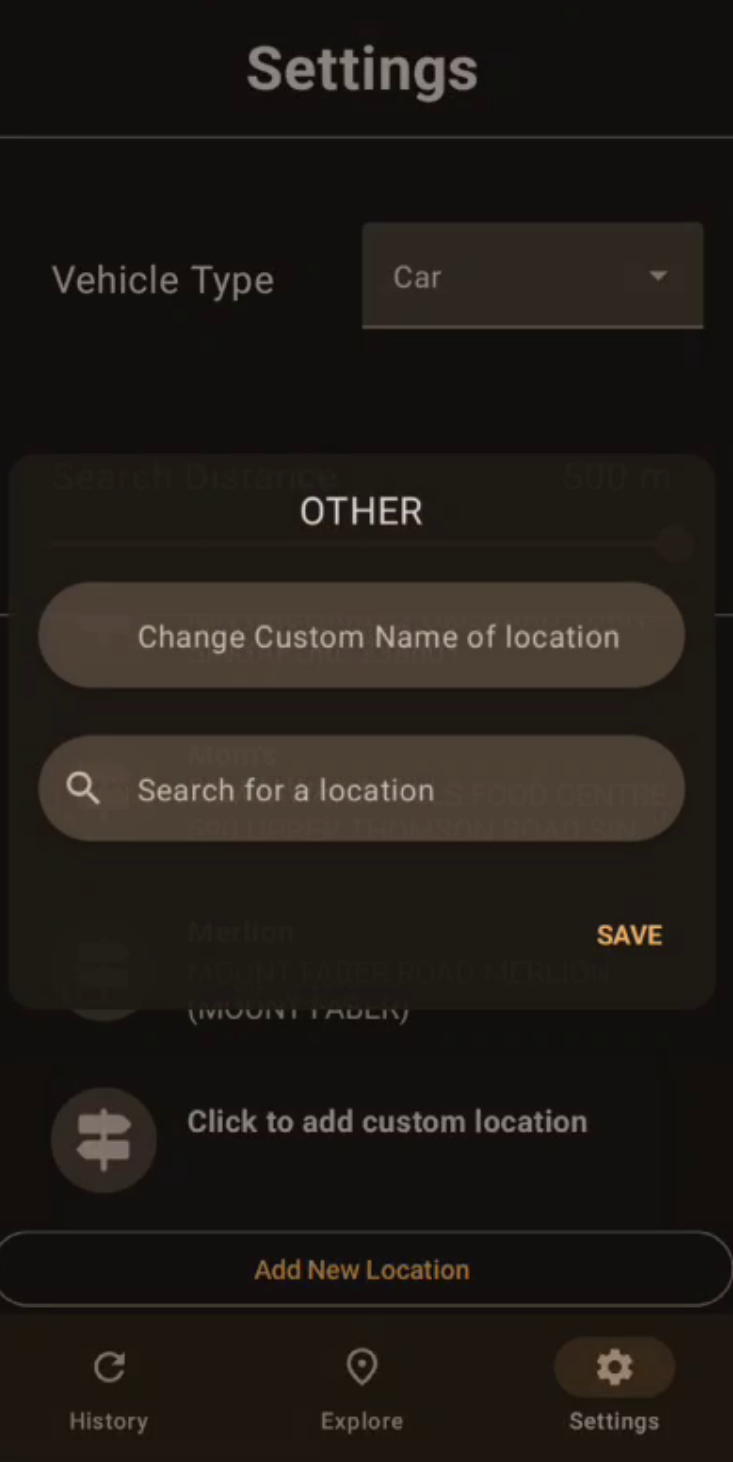 Settings
Vehicle Type
Car
Search Distance
500 m
OTHER
Change Custom Name of location
Mom's
Search for a location
S FOOD CENTRE
UPPER THOMSON ROAD SIN
Merlion
SAVE
MOUNT FABER ROAD MERLION
(MOUNT FABER)
Click to add custom location
Add New Location
History
Explore
Settings